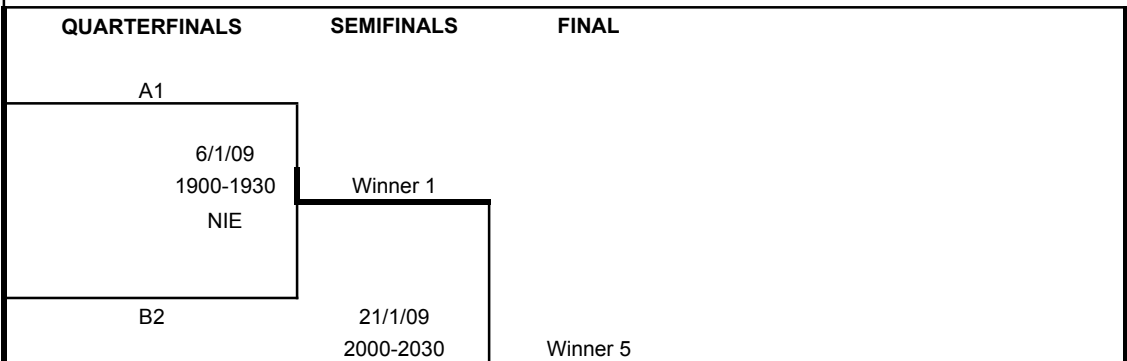 QUARTERFINALS SEMIFINALS FINAL
A1
6/1/09
1900-1930 Winner 1
NIE
B2 21/1/09
2000-2030 Winner 5